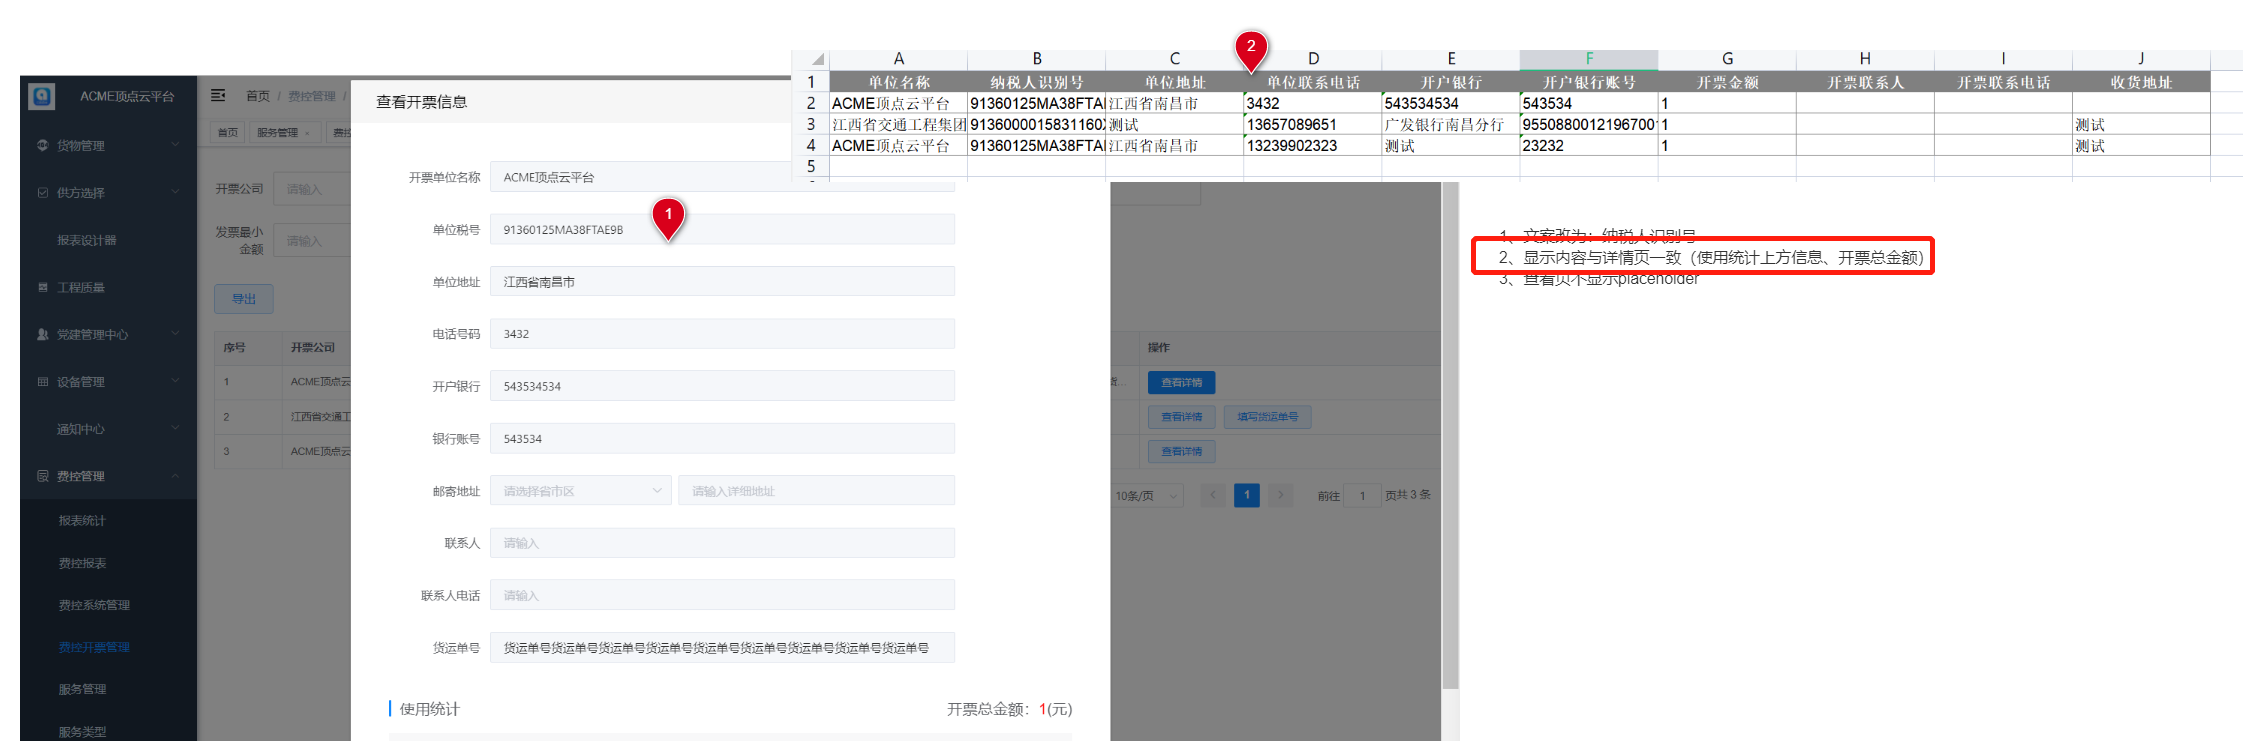 ACME顶点云平台
货物管理
供方选择
报表设计器
工程质量
党建管理中心
设备管理
通知中心
费控管理
报表统计
费控报表
费控系统管理
费控开票管理
服务管理
服务类型
首页 / 费控管理 /
首页 服务管理
开票公司 请输入
发票最小金额 请输入
导出
序号 开票公司 操作
1 ACME顶点云 查看详情
2 江西省交通工 查看详情 填写货运单号
3 ACME顶点云 查看详情
10条/页 < 1 > 前往 1 页共 3 条
查看开票信息
开票单位名称 ACME顶点云平台
单位税号 91360125MA38FTAE9B
1
单位地址 江西省南昌市
电话号码 3432
开户银行 543534534
银行账号 543534
邮寄地址 请选择省市区 请输入详细地址
联系人 请输入
联系人电话 请输入
货运单号 货运单号货运单号货运单号货运单号货运单号货运单号货运单号货运单号货运单号
使用统计 开票总金额：1(元)
2
A B C D E F G H I J
1 单位名称 纳税人识别号 单位地址 单位联系电话 开户银行 开户银行账号 开票金额 开票联系人 开票联系电话 收货地址
2 ACME顶点云平台 91360125MA38FTA 江西省南昌市 3432 543534534 543534 1
3 江西省交通工程集团 9136000015831160 测试 13657089651 广发银行南昌分行 955088001219670 1 测试
4 ACME顶点云平台 91360125MA38FTA 江西省南昌市 13239902323 测试 23232 1 测试
5
1、文案改为：纳税人识别号
2、显示内容与详情页一致（使用统计上方信息、开票总金额）
3、查看页不显示placeholder